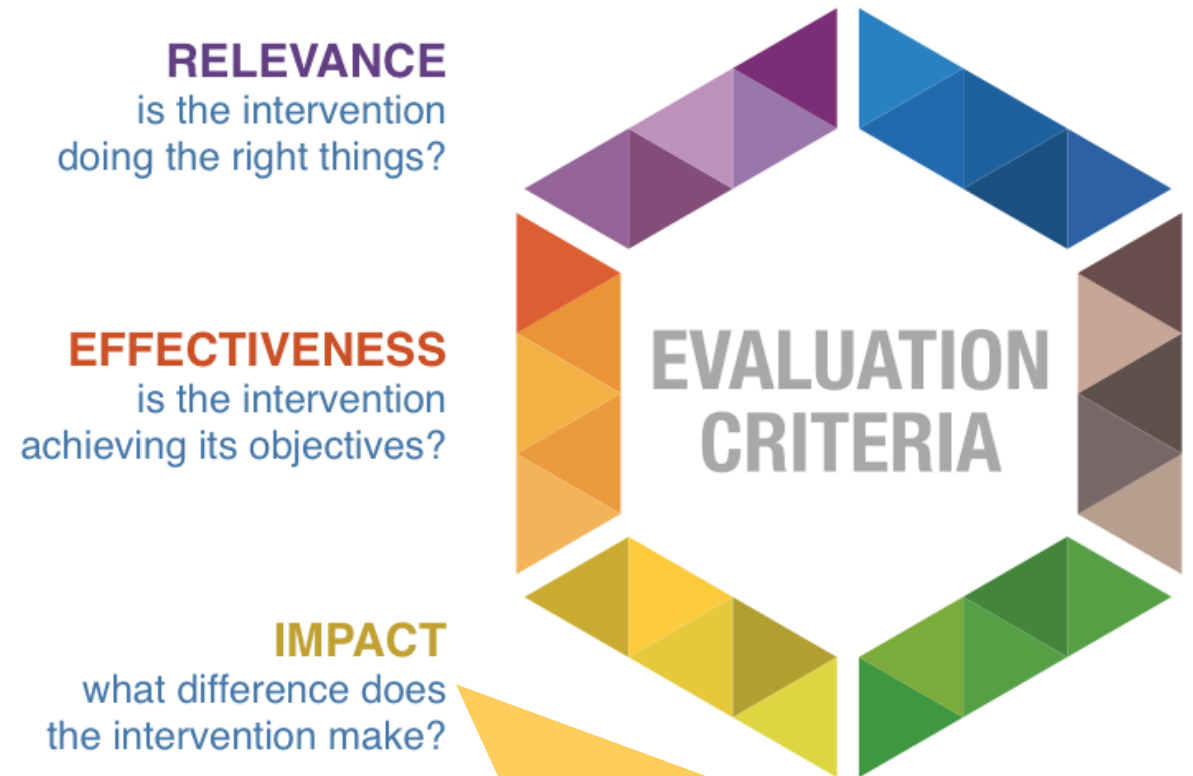 RELEVANCE
is the intervention
doing the right things?
EFFECTIVENESS
is the intervention
achieving its objectives?
IMPACT
what difference does
the intervention make?
EVALUATION
CRITERIA